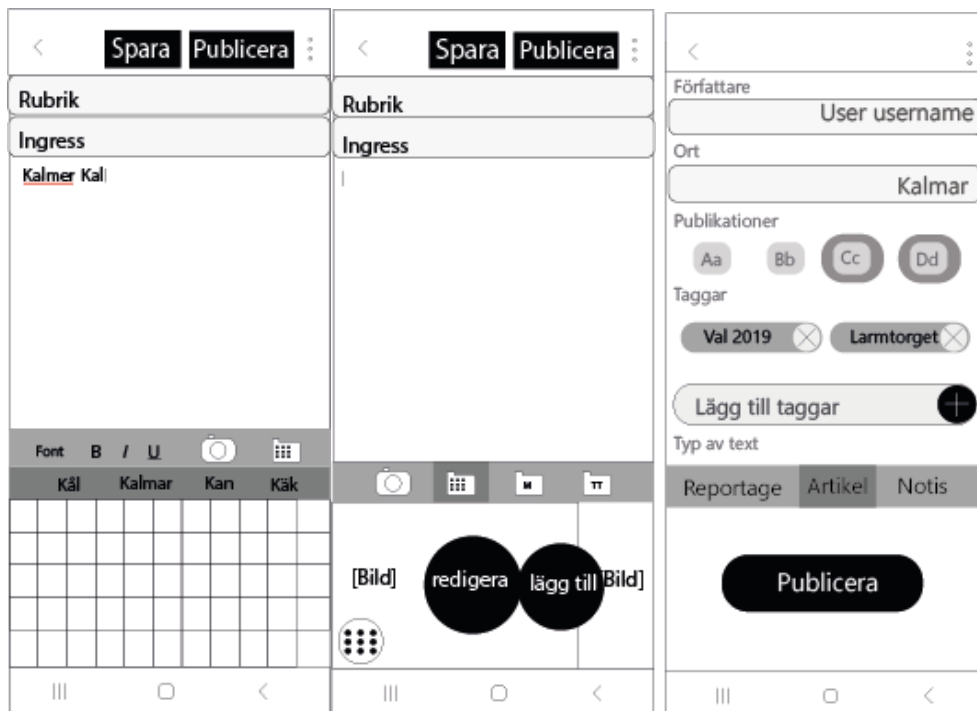 Spara Publicera
Rubrik
Ingress
Kalmer Kal
Font B I U
Kål Kalmar Kan Käk
Spara Publicera
Rubrik
Ingress
M TT
[Bild] redigera lägg till Bild]
Författare
User username
Ort
Kalmar
Publikationer
Aa Bb Cc Dd
Taggar
Val 2019 Larmtorget
Lägg till taggar
Typ av text
Reportage Artikel Notis
Publicera